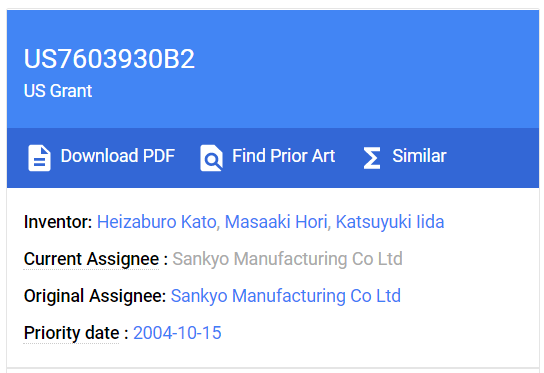 US7603930B2
US Grant
Download PDF Find Prior Art Similar
Inventor: Heizaburo Kato, Masaaki Hori, Katsuyuki Iida
Current Assignee : Sankyo Manufacturing Co Ltd
Original Assignee: Sankyo Manufacturing Co Ltd
Priority date : 2004-10-15